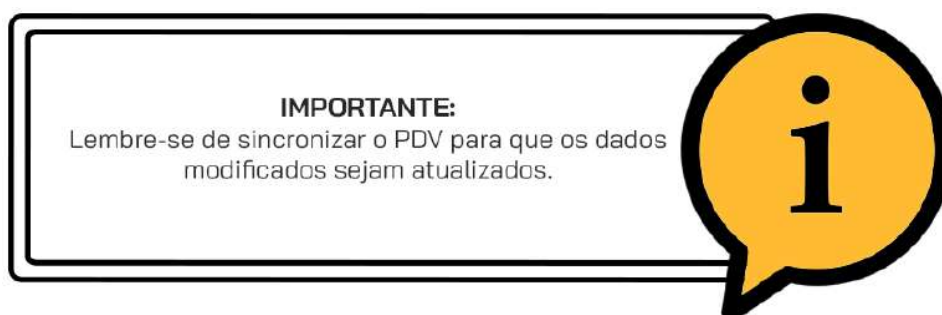 IMPORTANTE:
Lembre-se de sincronizar o PDV para que os dados
modificados sejam atualizados.
i